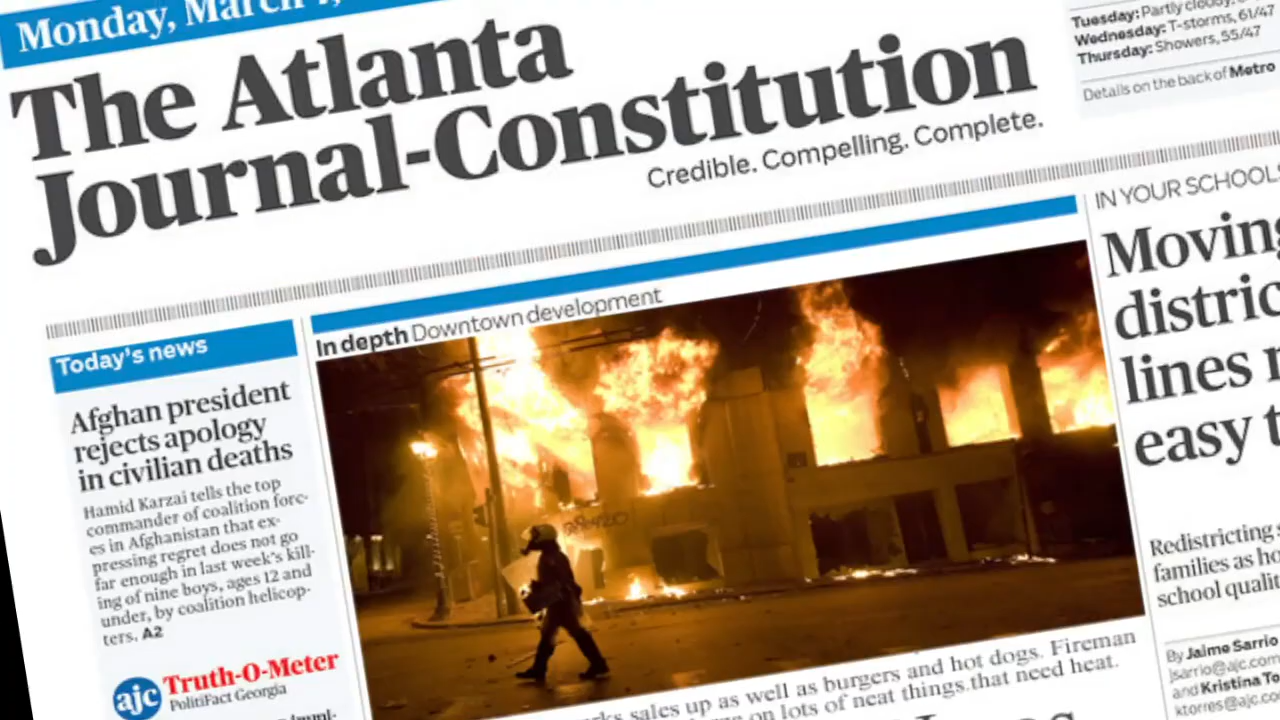 Monday, March
The Atlanta
Journal-Constitution
Credible. Compelling. Complete.
Tuesday: Partly cloudy,
Wednesday: T-storms, 61/47
Thursday: Showers, 55/47
Details on the back of Metro
Today's news
Afghan president
rejects apology
in civilian deaths
Hamid Karzai tells the top
commander of coalition forc-
es in Afghanistan that ex-
pressing regret does not go
far enough in last week's kill-
ing of nine boys, ages 12 and
under, by coalition helicop-
ters. A2
ajc Truth-O-Meter
PolitiFact Georgia
In depth Downtown development
sales up as well as burgers and hot dogs. Fireman
on lots of neat things.that need heat.
IN YOUR SCHOOLS
Moving
distric
lines
easy t
Redistricting
families as
school
By Jaime Sarrio
jsarrio@ajc.com
and Kristina To
ktorres@ajc.co